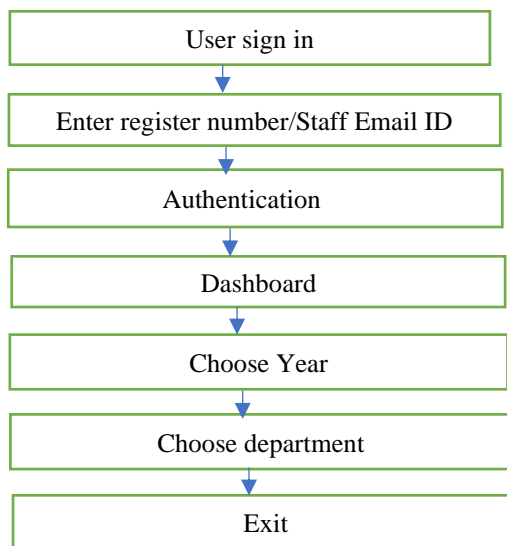 User sign in
Enter register number/Staff Email ID
Authentication
Dashboard
Choose Year
Choose department
Exit